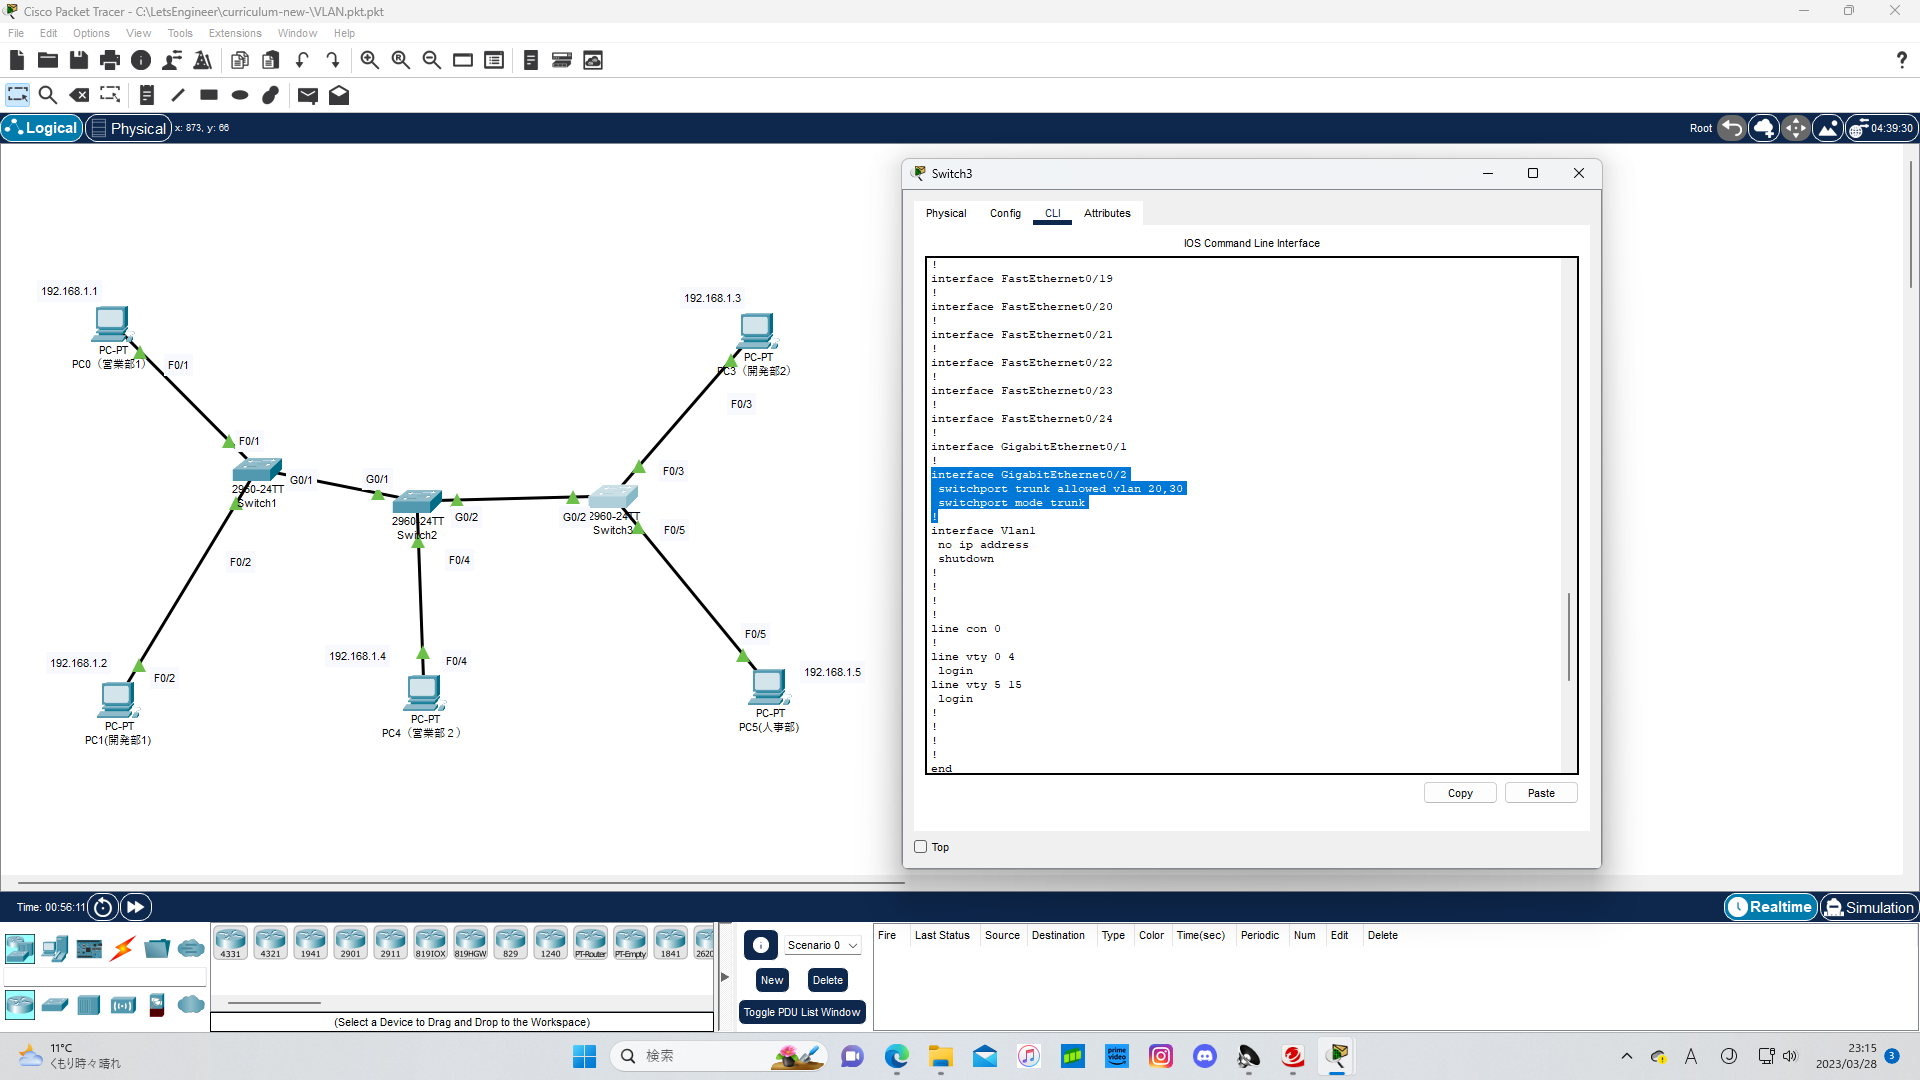 Cisco Packet Tracer - C:\LetsEngineer\curriculum-new-\VLAN.pkt.pkt
File Edit Options View Tools Extensions Window Help
Logical Physical x: 873, y: 66 Root 04:39:30
192.168.1.1
PC-PT
PC0（営業部1）
F0/1
F0/1
2960-24TT
Switch1
G0/1
G0/1
F0/2
192.168.1.2
F0/2
PC-PT
PC1(開発部1)
2960-24TT
Switch2
G0/2
F0/4
192.168.1.4
F0/4
PC-PT
PC4（営業部２）
192.168.1.3
PC-PT
PC3（開発部2）
F0/3
F0/3
G0/2
2960-24TT
Switch3
F0/5
F0/5
192.168.1.5
PC-PT
PC5(人事部)
Switch3
Physical Config CLI Attributes
IOS Command Line Interface
!
interface FastEthernet0/19
!
interface FastEthernet0/20
!
interface FastEthernet0/21
!
interface FastEthernet0/22
!
interface FastEthernet0/23
!
interface FastEthernet0/24
!
interface GigabitEthernet0/1
!
interface GigabitEthernet0/2
switchport trunk allowed vlan 20,30
switchport mode trunk
!
interface Vlan1
no ip address
shutdown
!
!
!
!
line con 0
!
line vty 0 4
login
line vty 5 15
login
!
!
!
!
end
Copy Paste
Top
Time: 00:56:11 Realtime Simulation
4331 4321 1941 2901 2911 819IOX 819HGW 829 1240 PT-Router PT-Empty 1841 2620
(Select a Device to Drag and Drop to the Workspace)
Scenario 0
New Delete
Toggle PDU List Window
Fire Last Status Source Destination Type Color Time(sec) Periodic Num Edit Delete
11°C
くもり時々晴れ
検索
prime video
A
23:15
2023/03/28
3